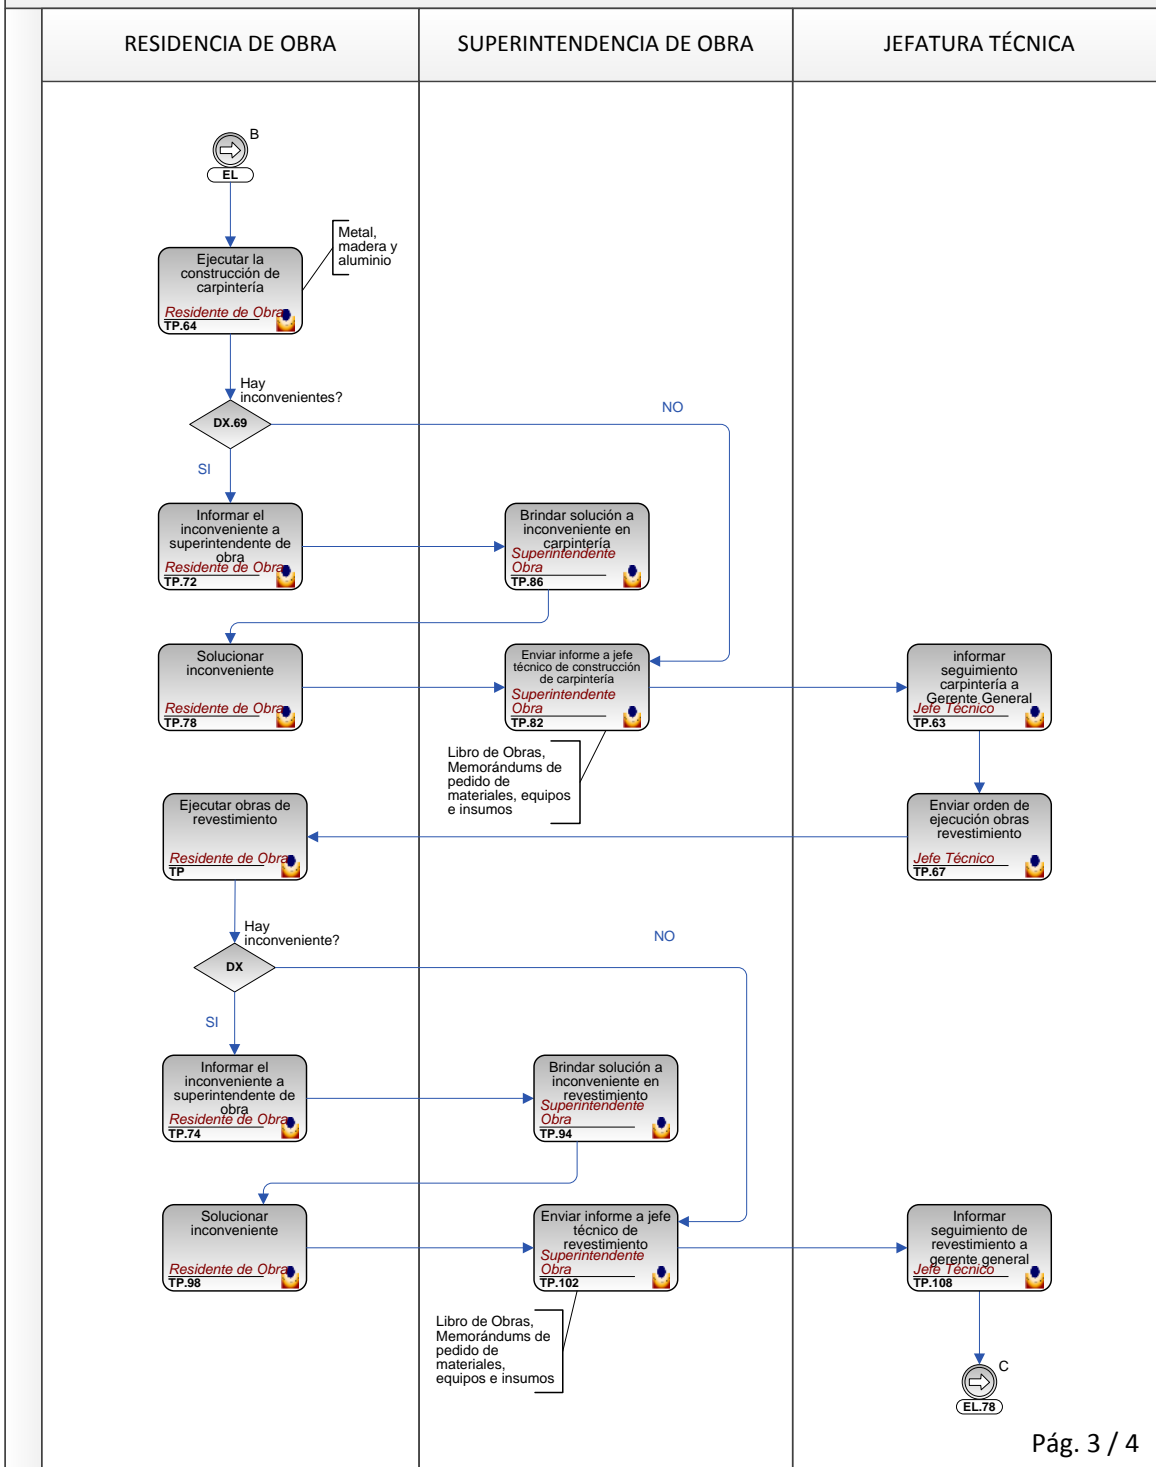 RESIDENCIA DE OBRA
SUPERINTENDENCIA DE OBRA
JEFATURA TÉCNICA
B
EL
Metal,
madera y
aluminio
Ejecutar la
construcción de
carpintería
Residente de Obra
TP.64
Hay
inconvenientes?
DX.69
NO
SI
Informar el
inconveniente a
superintendente de
obra
Residente de Obra
TP.72
Brindar solución a
inconveniente en
carpintería
Superintendente
Obra
TP.86
Solucionar
inconveniente
Residente de Obra
TP.78
Enviar informe a jefe
técnico de construcción
de carpintería
Superintendente
Obra
TP.82
informar
seguimiento
carpintería a
Gerente General
Jefe Técnico
TP.63
Libro de Obras,
Memorándums de
pedido de
materiales, equipos
e insumos
Ejecutar obras de
revestimiento
Residente de Obra
TP
Enviar orden de
ejecución obras
revestimiento
Jefe Técnico
TP.67
Hay
inconveniente?
DX
NO
SI
Informar el
inconveniente a
superintendente de
obra
Residente de Obra
TP.74
Brindar solución a
inconveniente en
revestimiento
Superintendente
Obra
TP.94
Solucionar
inconveniente
Residente de Obra
TP.98
Enviar informe a jefe
técnico de
revestimiento
Superintendente
Obra
TP.102
Informar
seguimiento de
revestimiento a
gerente general
Jefe Técnico
TP.108
Libro de Obras,
Memorándums de
pedido de
materiales,
equipos e insumos
C
EL.78
Pág. 3 / 4